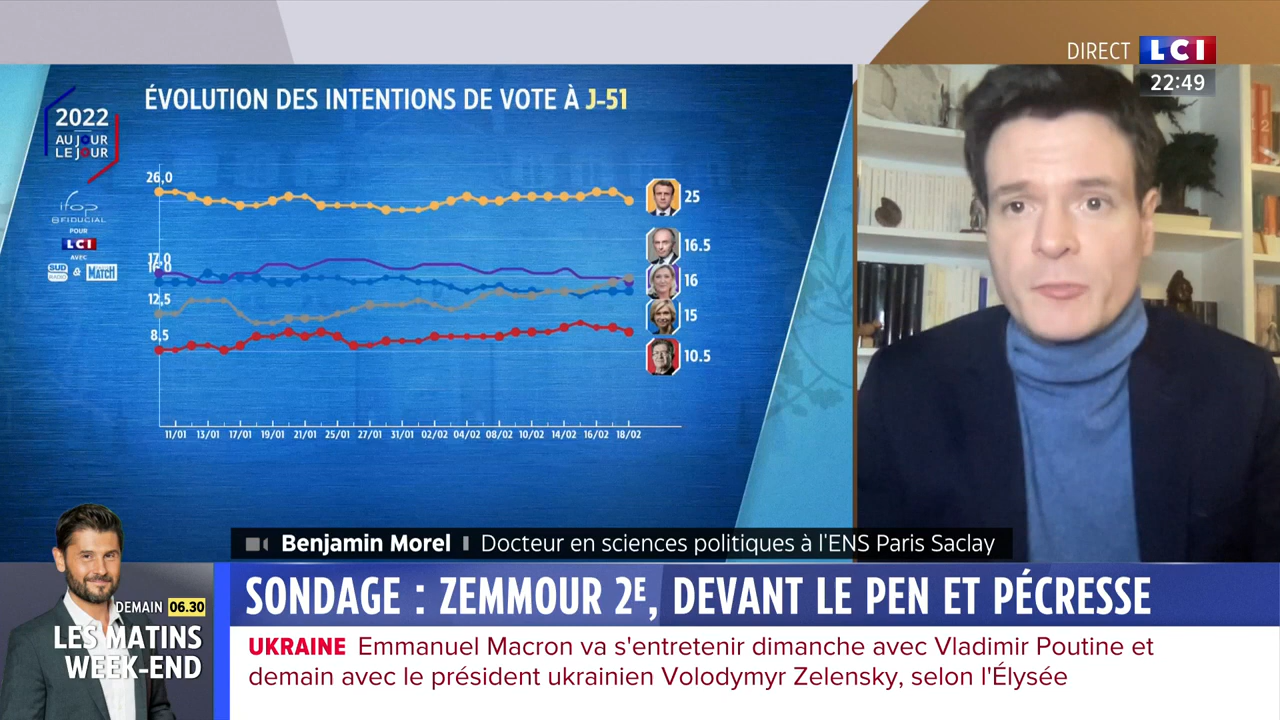 DIRECT LCI
22:49
ÉVOLUTION DES INTENTIONS DE VOTE À J-51
2022
AU JOUR
LE JOUR
ifop
FIDUCIAL
POUR
LCI
AVEC
SUD
RADIO
&
MATCH
26,0
12,5
8,5
25
16.5
16
15
10.5
11/01 13/01 17/01 19/01 21/01 25/01 27/01 31/01 02/02 04/02 08/02 10/02 14/02 16/02 18/02
Benjamin Morel Docteur en sciences politiques à l'ENS Paris Saclay
DEMAIN 06.30
LES MATINS
WEEK-END
SONDAGE : ZEMMOUR 2E, DEVANT LE PEN ET PÉCRESSE
UKRAINE Emmanuel Macron va s'entretenir dimanche avec Vladimir Poutine et
demain avec le président ukrainien Volodymyr Zelensky, selon l'Élysée